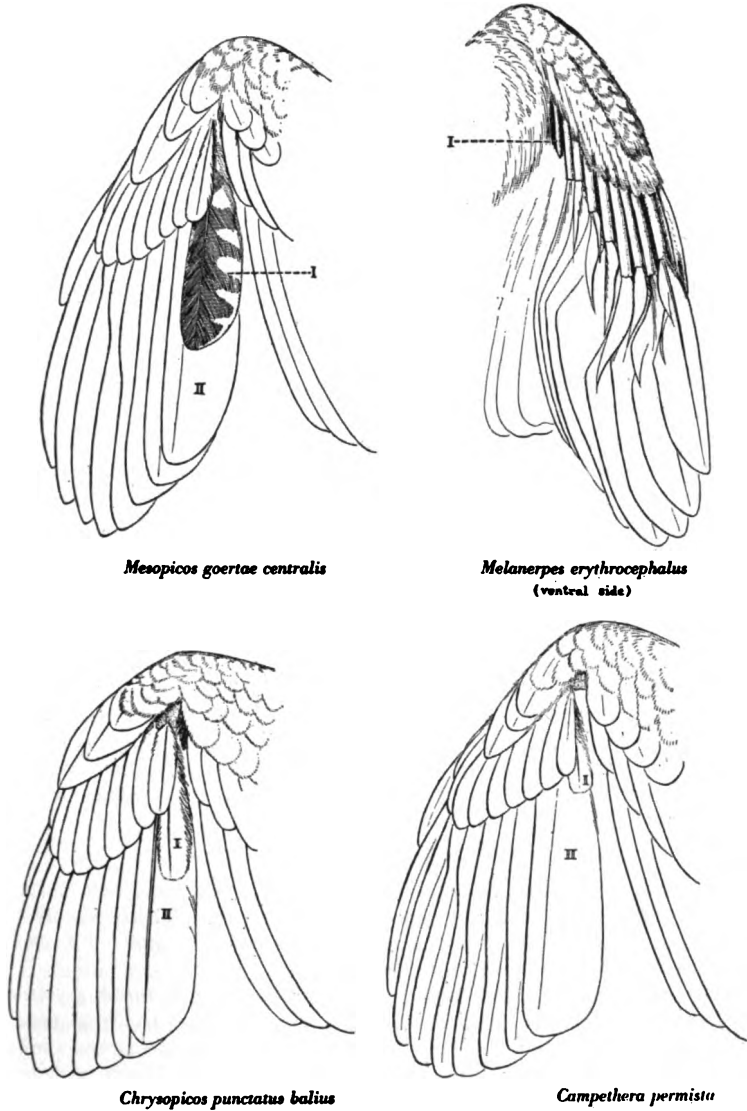 I
I
II
Mesopicos goertae centralis
Melanerpes erythrocephalus
(ventral side)
I
II
I
II
Chrysopicos punctatus balius
Campethera permista